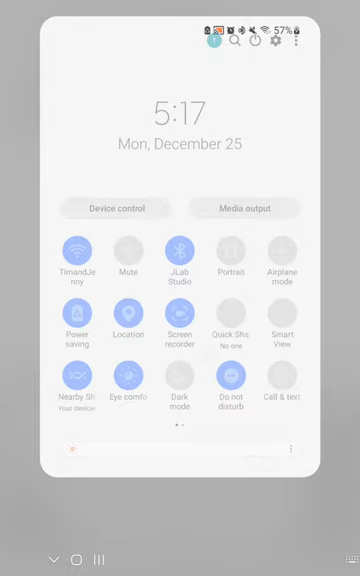 57%
r
5:17
Mon, December 25
Device control Media output
TimandJe
nny
Mute
JLab
Studio
Portrait
Airplane
mode
Power
saving
Location
Screen
recorder
Quick Sha
No one
Smart
View
Nearby Sh
Your device
Eye comfo
Dark
mode
Do not
disturb
Call & text